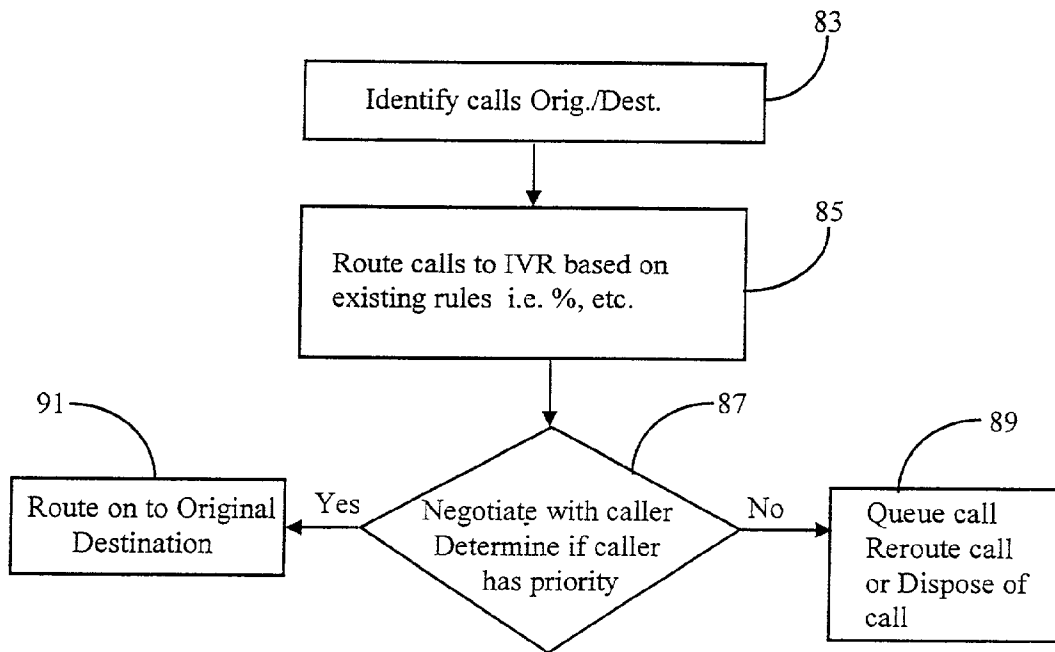 83
Identify calls Orig./Dest.
85
Route calls to IVR based on
existing rules i.e. %, etc.
91
87
89
Route on to Original
Destination
Yes
Negotiate with caller
Determine if caller
has priority
No
Queue call
Reroute call
or Dispose of
call